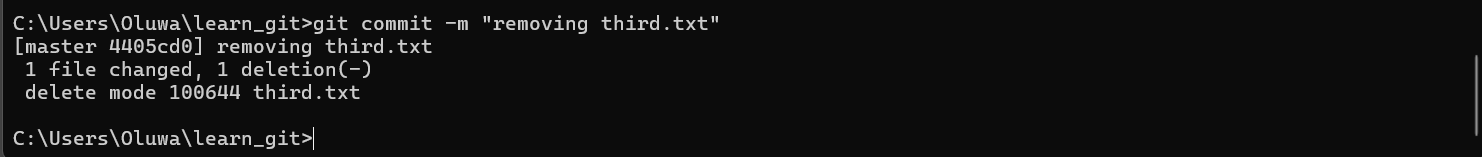 C:\Users\Oluwa\learn_git>git commit -m "removing third.txt"
[master 4405cd0] removing third.txt
 1 file changed, 1 deletion(-)
 delete mode 100644 third.txt
C:\Users\Oluwa\learn_git>